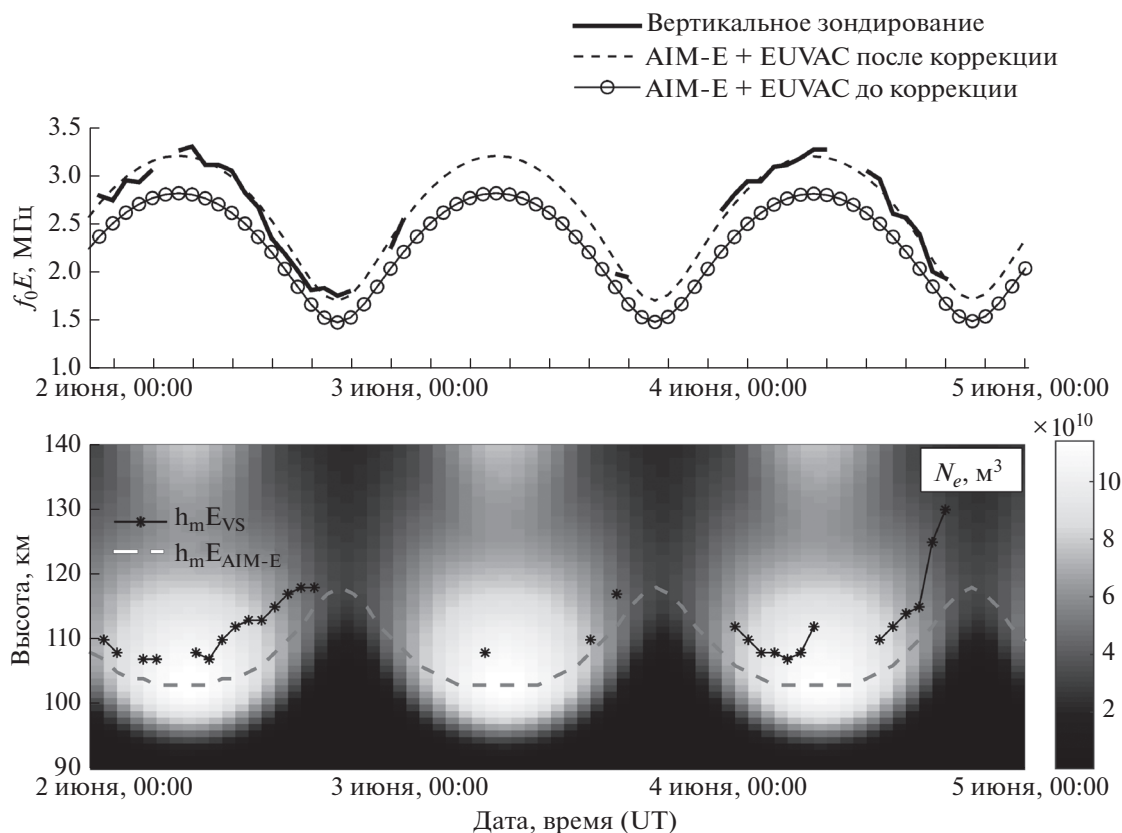 Вертикальное зондирование
AIM-E + EUVAC после коррекции
AIM-E + EUVAC до коррекции
3.5
3.0
2.5
2.0
1.5
1.0
f₀E, МГц
2 июня, 00:00
3 июня, 00:00
4 июня, 00:00
5 июня, 00:00
140
130
120
110
100
90
Высота, км
hₘE_VS
hₘE_AIM-E
Nₑ, м³
×10¹⁰
10
8
6
4
2
2 июня, 00:00
3 июня, 00:00
4 июня, 00:00
5 июня, 00:00
Дата, время (UT)